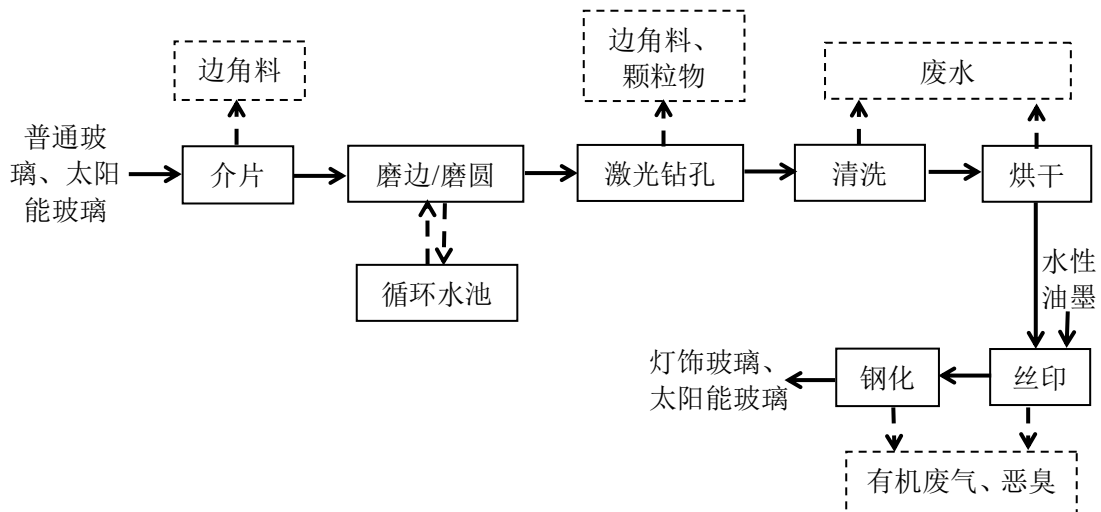 边角料
边角料、
颗粒物
废水
普通玻
璃、太阳
能玻璃
介片
磨边/磨圆
激光钻孔
清洗
烘干
循环水池
水性
油墨
灯饰玻璃、
太阳能玻璃
钢化
丝印
有机废气、恶臭